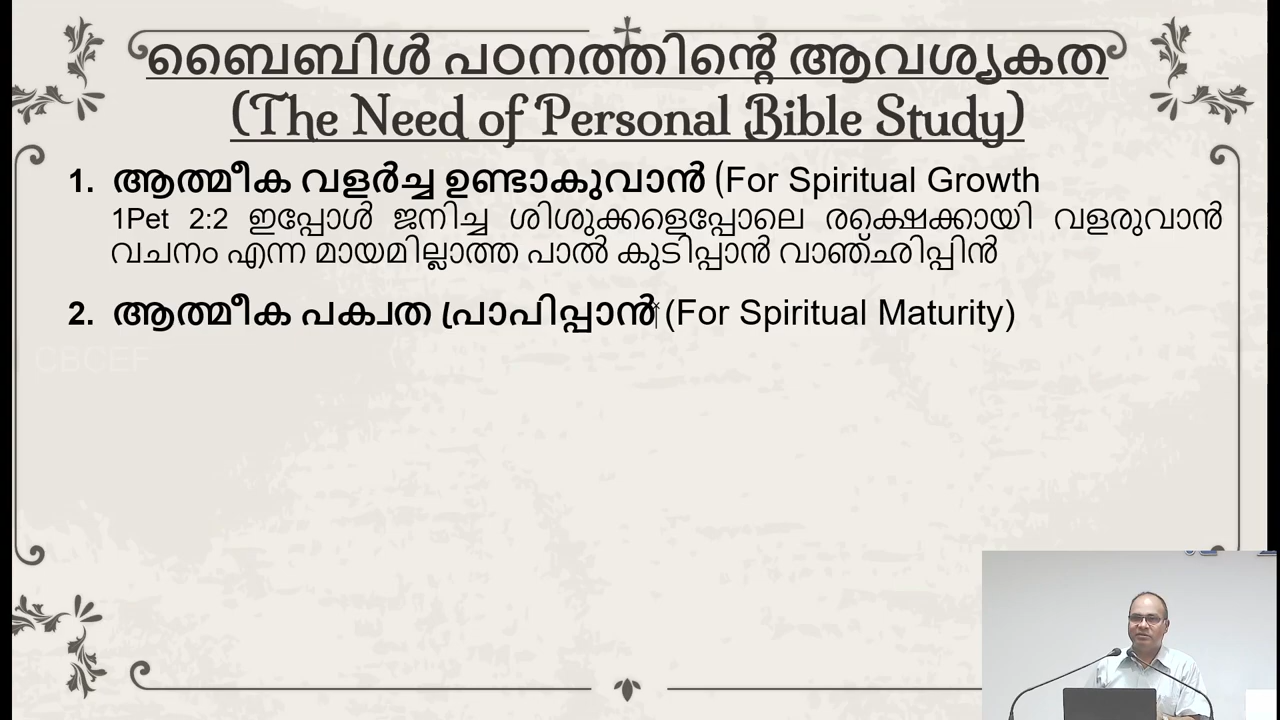 ബൈബിൾ പഠനത്തിന്റെ ആവശ്യകത
(The Need of Personal Bible Study)
1. ആത്മീക വളർച്ച ഉണ്ടാകുവാൻ (For Spiritual Growth
1Pet 2:2 ഇപ്പോൾ ജനിച്ച ശിശുക്കളെപ്പോലെ രക്ഷെക്കായി വളരുവാൻ
വചനം എന്ന മായമില്ലാത്ത പാൽ കുടിപ്പാൻ വാഞ്ഛിപ്പിൻ
2. ആത്മീക പക്വത പ്രാപിപ്പാൻ (For Spiritual Maturity)
CBCEF